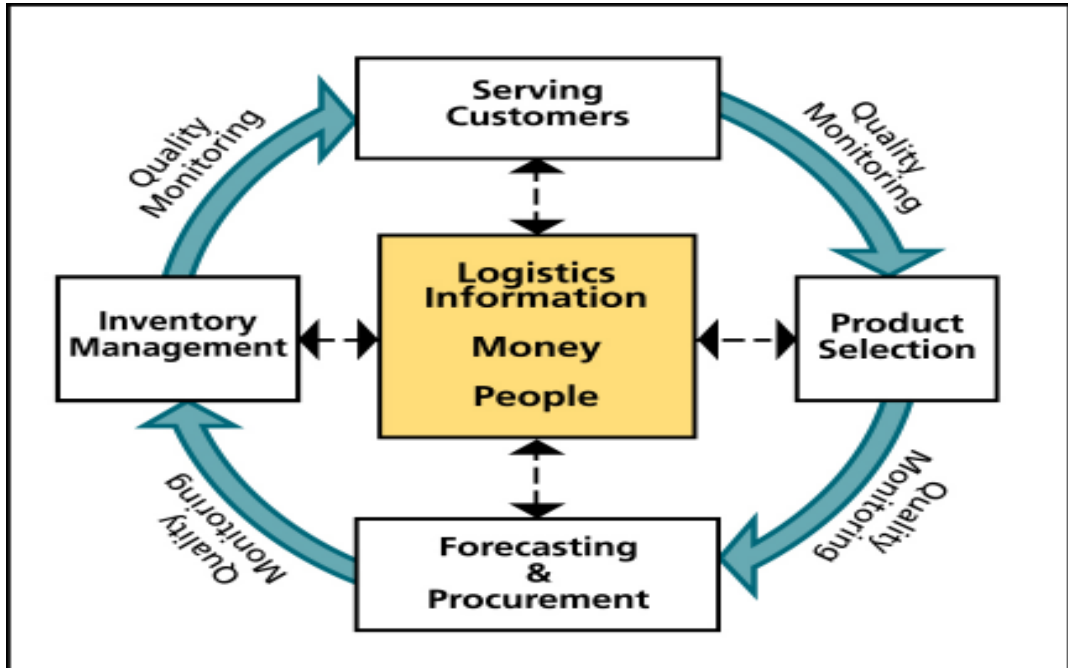 Serving
Customers
Quality
Monitoring
Quality
Monitoring
Logistics
Information
Money
People
Inventory
Management
Product
Selection
Quality
Monitoring
Quality
Monitoring
Forecasting
&
Procurement